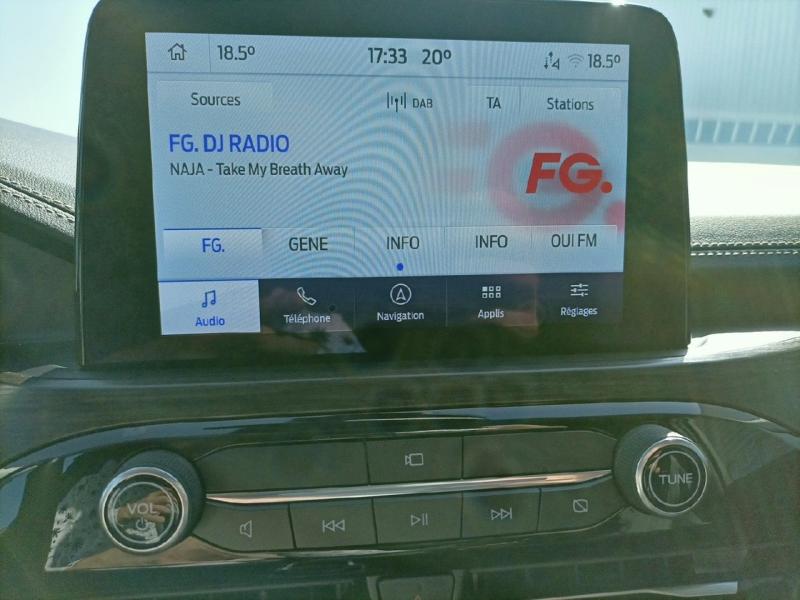 18.5° 17:33 20° 18.5°
Sources DAB TA Stations
FG. DJ RADIO
NAJA - Take My Breath Away
FG.
FG. GENE INFO INFO OUI FM
Audio Téléphone Navigation Applis Réglages
VOL TUNE